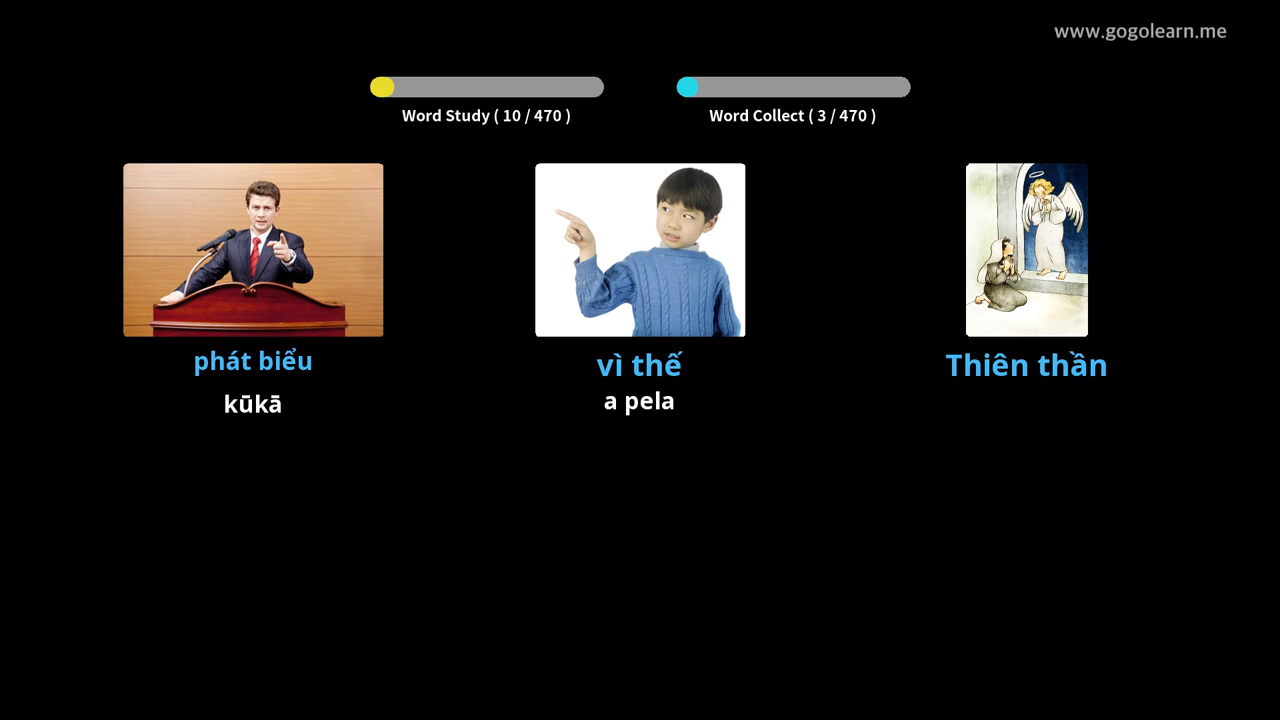 www.gogolearn.me
Word Study ( 10 / 470 )
Word Collect ( 3 / 470 )
phát biểu
kūkā
vì thế
a pela
Thiên thần